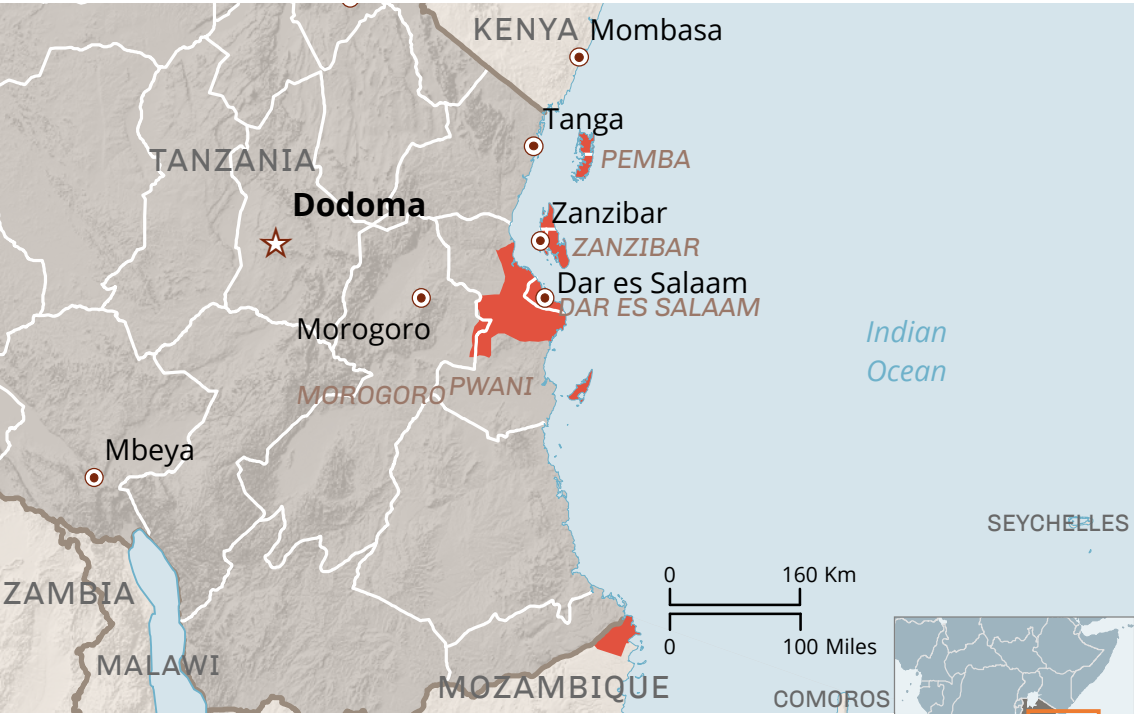 KENYA
Mombasa
Tanga
TANZANIA
PEMBA
Dodoma
Zanzibar
ZANZIBAR
Dar es Salaam
DAR ES SALAAM
Morogoro
Indian
Ocean
MOROGORO
PWANI
Mbeya
SEYCHELLES
0 160 Km
0 100 Miles
ZAMBIA
MALAWI
MOZAMBIQUE
COMOROS